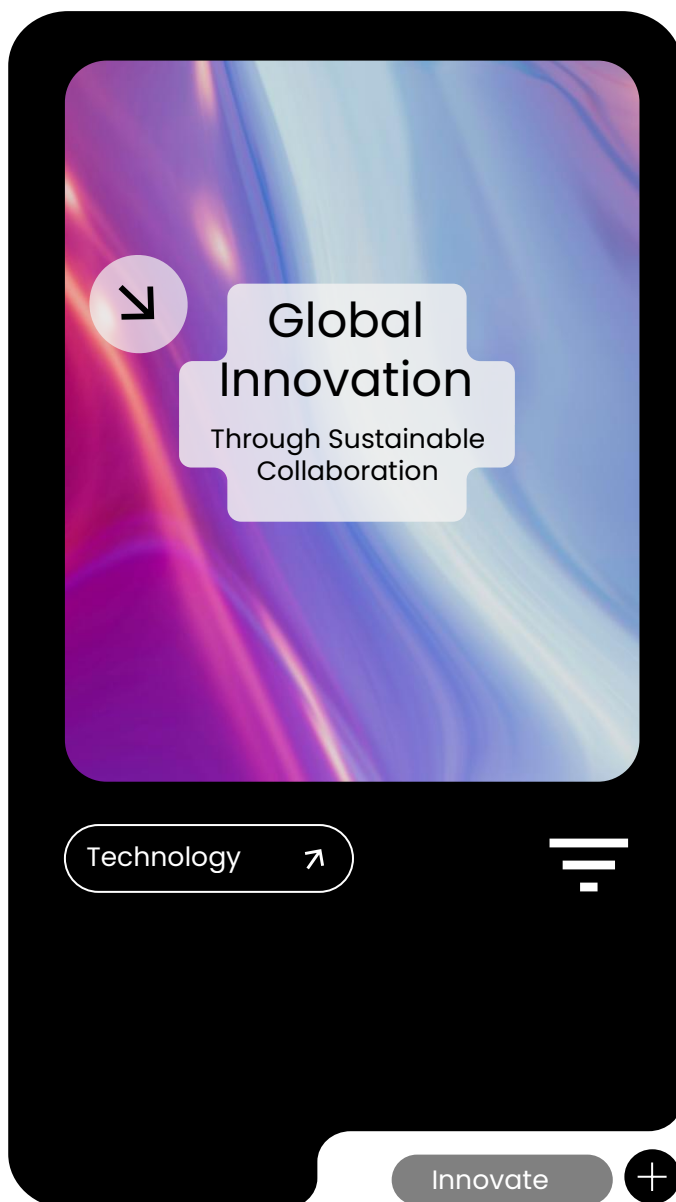 Global
Innovation
Through Sustainable
Collaboration
Technology
Innovate